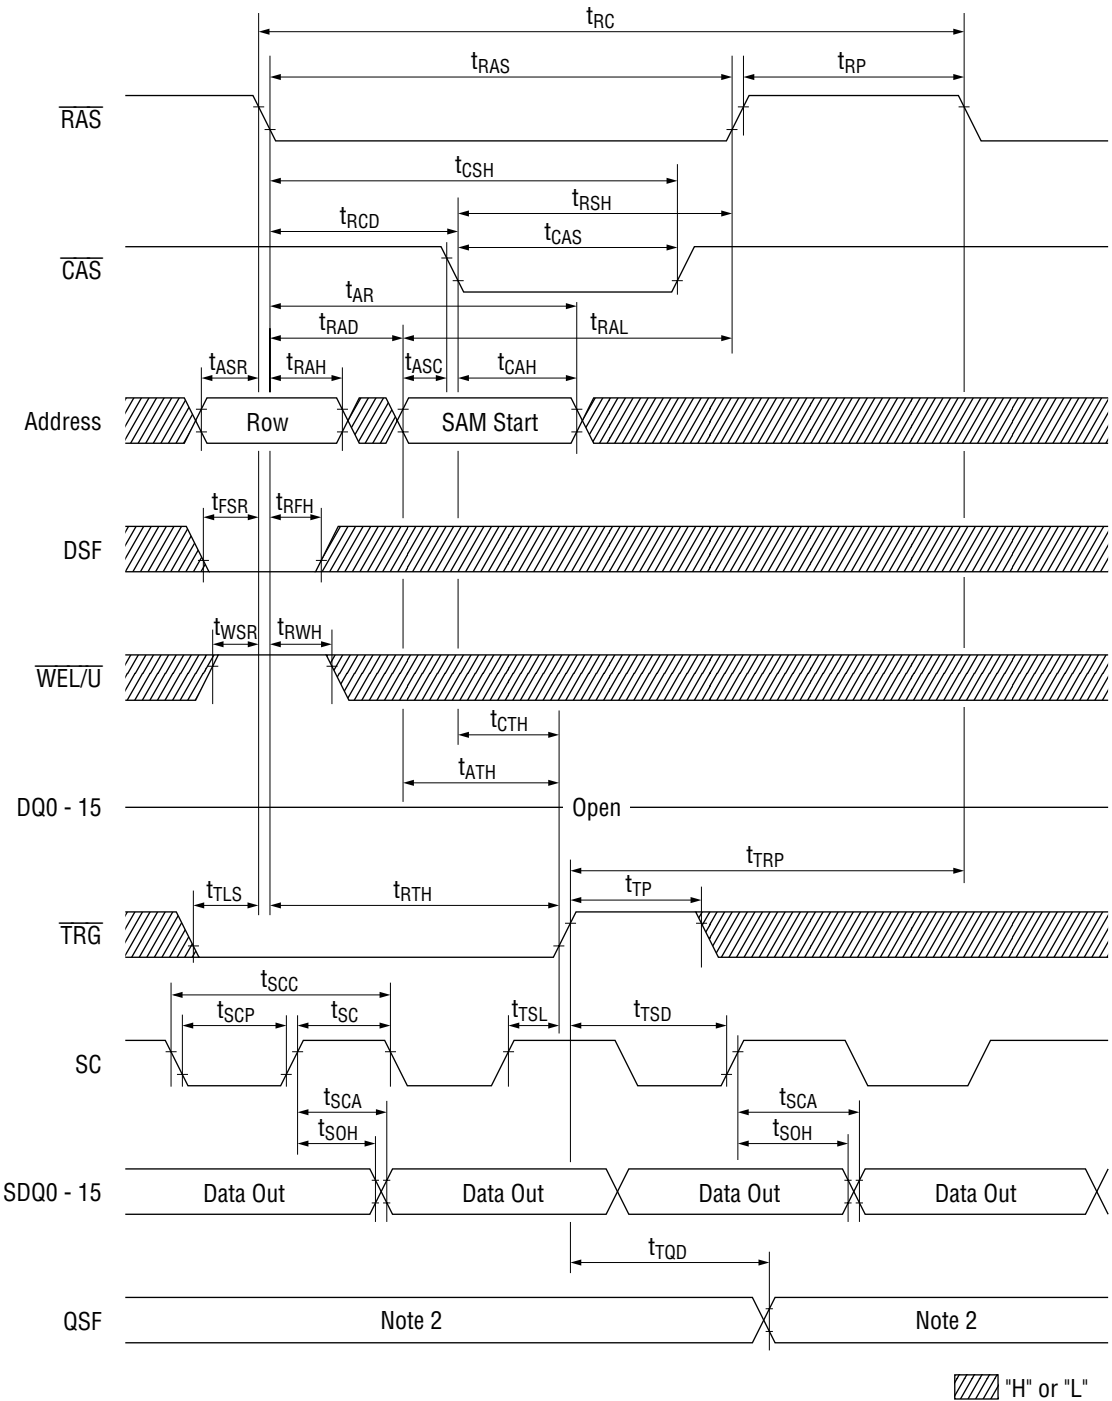 tRC
tRAS
tRP
RAS
tCSH
tRSH
tRCD
tCAS
CAS
tAR
tRAD
tRAL
tASR
tRAH
tASC
tCAH
Address
Row
SAM Start
tFSR
tRFH
DSF
tWSR
tRWH
WEL/U
tCTH
tATH
DQ0 - 15
Open
tTRP
tTLS
tRTH
tTP
TRG
tSCC
tSCP
tSC
tTSL
tTSD
SC
tSCA
tSCA
tSOH
tSOH
SDQ0 - 15
Data Out
Data Out
Data Out
Data Out
tTQD
QSF
Note 2
Note 2
"H" or "L"